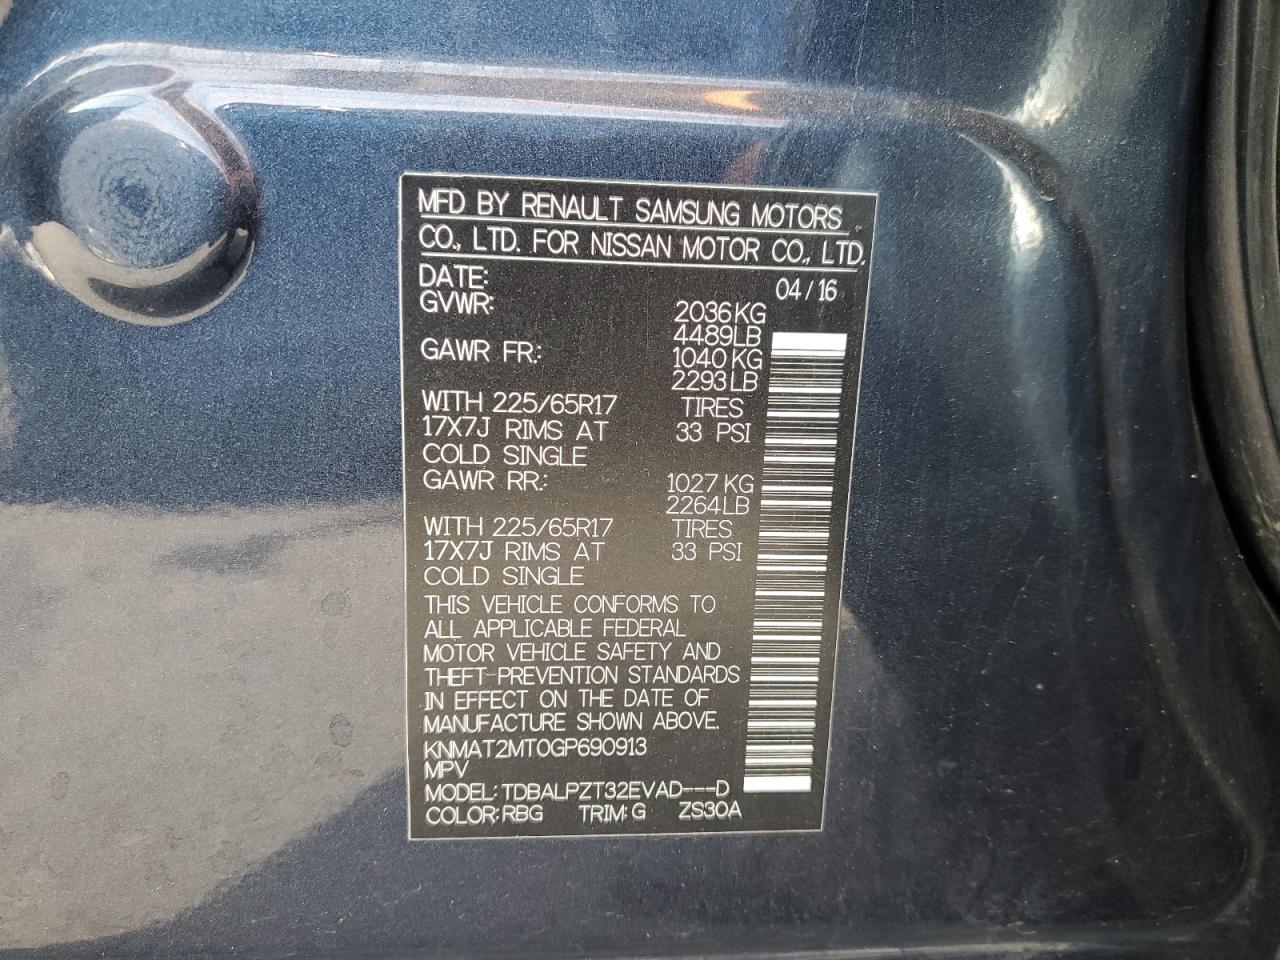 MFD BY RENAULT SAMSUNG MOTORS
CO., LTD. FOR NISSAN MOTOR CO., LTD.
DATE: 04/16
GVWR: 2036KG
4489LB
GAWR FR.: 1040KG
2293LB
WITH 225/65R17 TIRES
17X7J RIMS AT 33 PSI
COLD SINGLE
GAWR RR.: 1027KG
2264LB
WITH 225/65R17 TIRES
17X7J RIMS AT 33 PSI
COLD SINGLE
THIS VEHICLE CONFORMS TO
ALL APPLICABLE FEDERAL
MOTOR VEHICLE SAFETY AND
THEFT-PREVENTION STANDARDS
IN EFFECT ON THE DATE OF
MANUFACTURE SHOWN ABOVE.
KNMAT2MT0GP690913
MPV
MODEL: TDBALPZT32EVAD---D
COLOR: RBG TRIM: G ZS30A